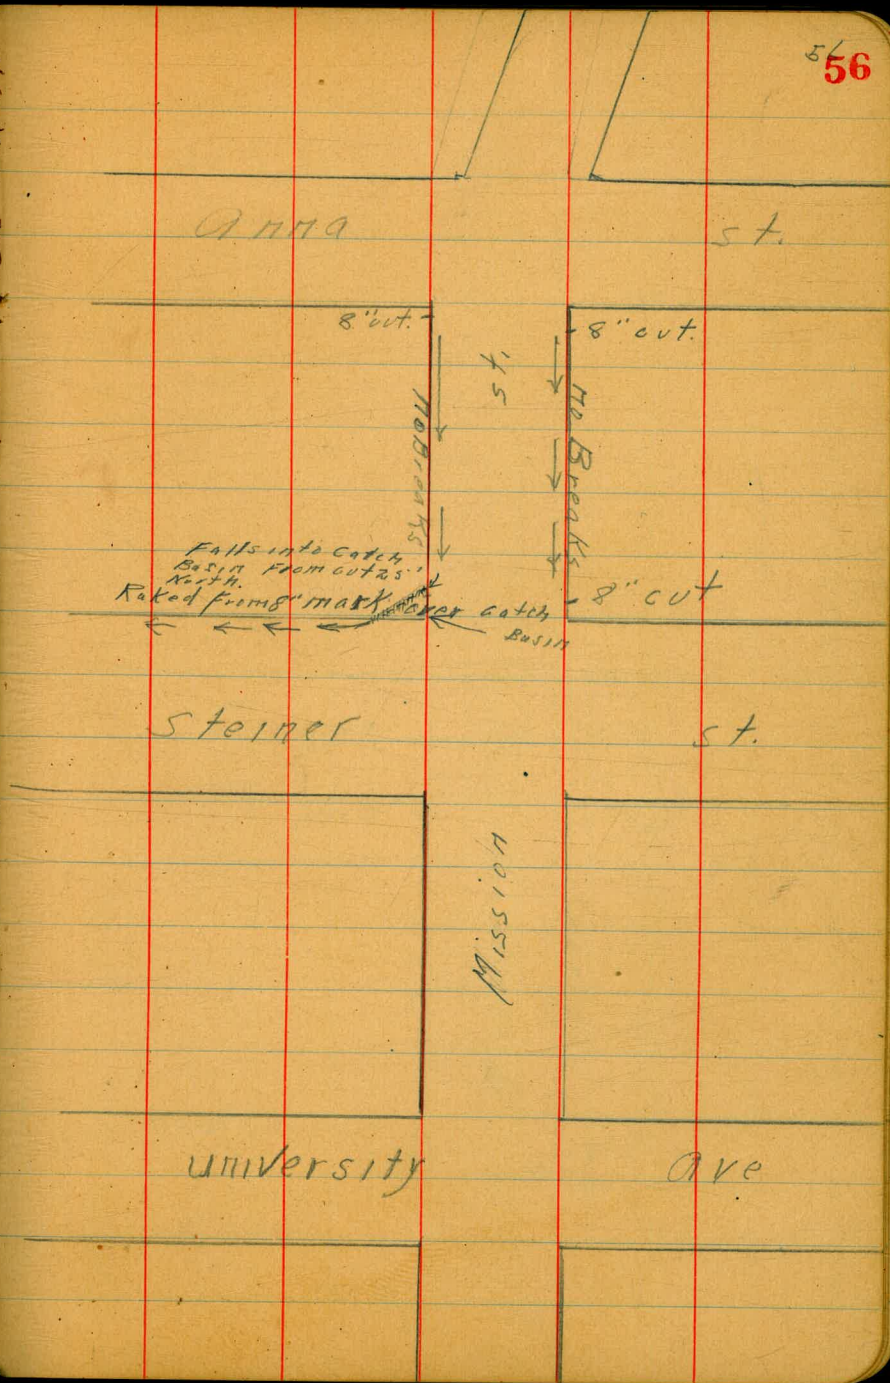 56
56
Anna st.
8" cut.
8" cut.
st.
No Breaks
No Breaks
Falls into Catch
Basin From cut 25'
North.
Raked from 8" mark over catch
Basin
8" cut
Steiner st.
Mission
university Ave